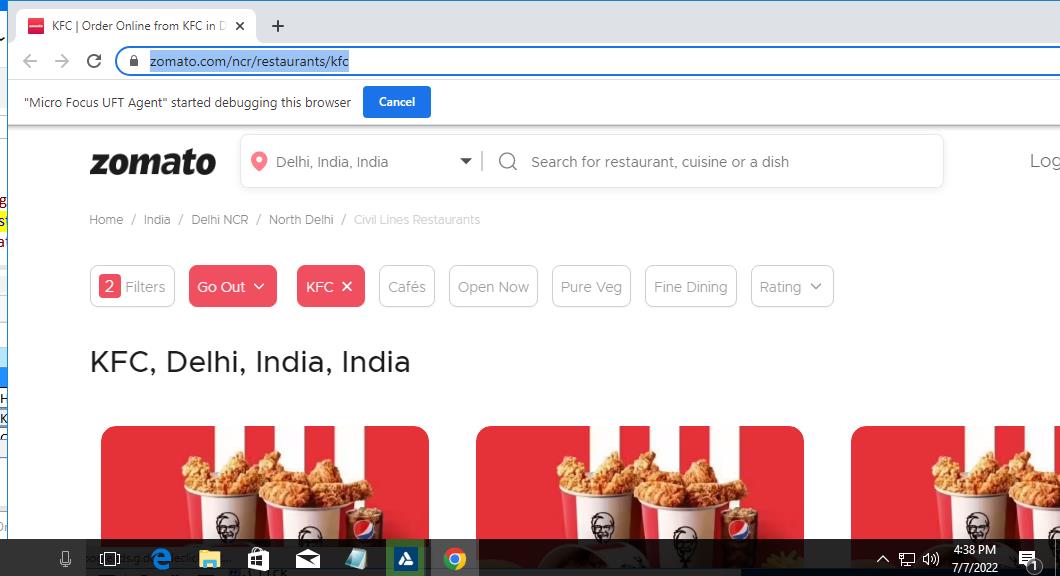 KFC | Order Online from KFC in D
zomato.com/ncr/restaurants/kfc
"Micro Focus UFT Agent" started debugging this browser
Cancel
zomato
Delhi, India, India
Search for restaurant, cuisine or a dish
Log
Home / India / Delhi NCR / North Delhi / Civil Lines Restaurants
2 Filters
Go Out
KFC
Cafés
Open Now
Pure Veg
Fine Dining
Rating
KFC, Delhi, India, India
4:38 PM
7/7/2022
1